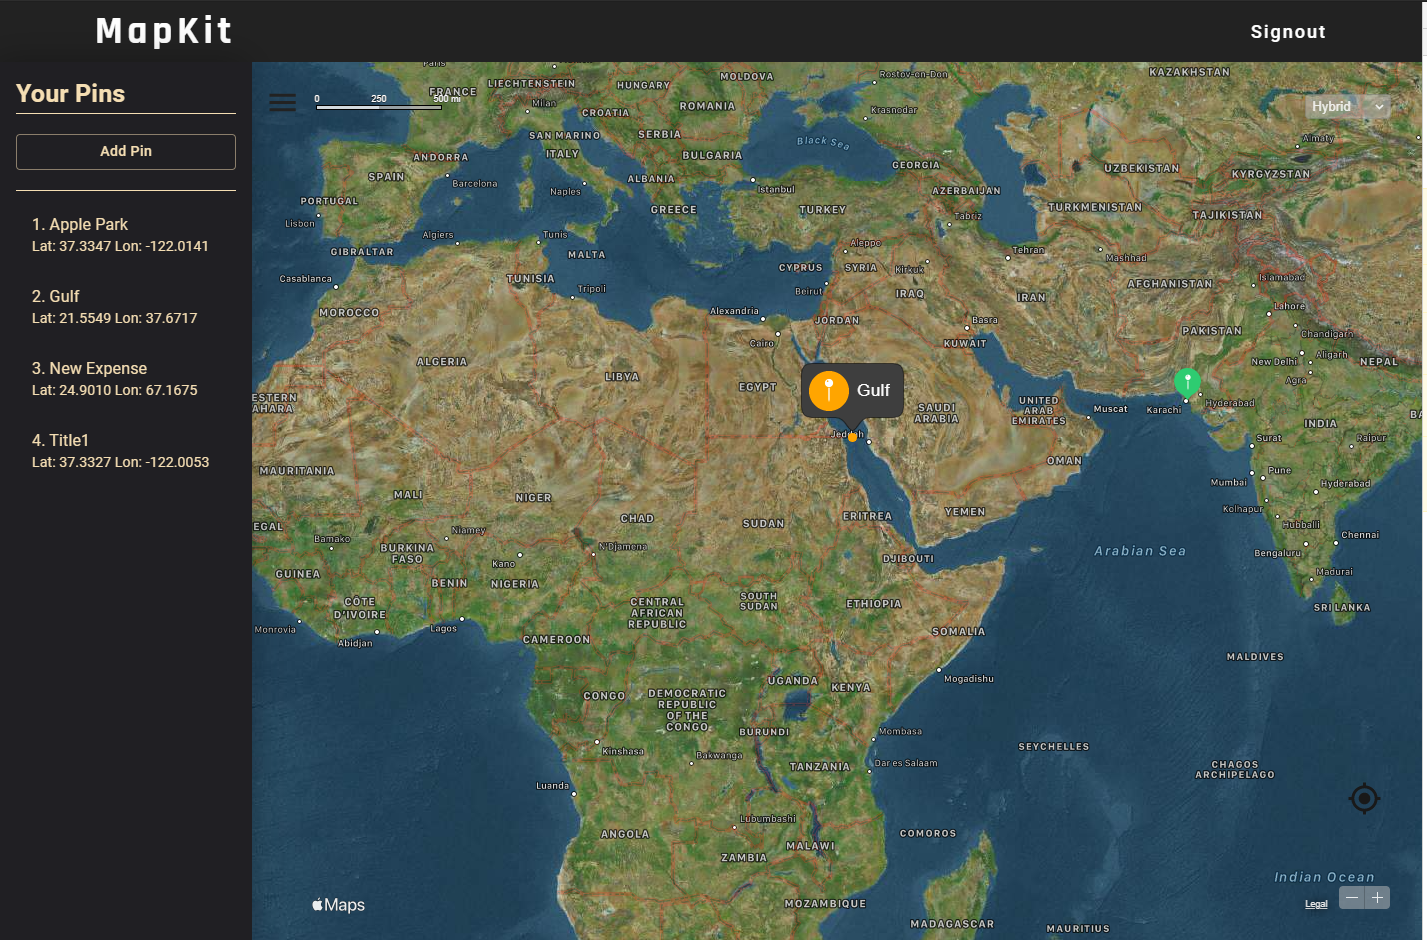 MapKit
Signout
Your Pins
Add Pin
1. Apple Park
Lat: 37.3347 Lon: -122.0141
2. Gulf
Lat: 21.5549 Lon: 37.6717
3. New Expense
Lat: 24.9010 Lon: 67.1675
4. Title1
Lat: 37.3327 Lon: -122.0053
Paris
LIECHTENSTEIN
HUNGARY
MOLDOVA
Rostov-on-Don
KAZAKHSTAN
FRANCE
0
250
500 mi
Milan
CROATIA
ROMANIA
Krasnodar
Hybrid
SAN MARINO
SERBIA
Black Sea
Almaty
ANDORRA
ITALY
BULGARIA
GEORGIA
UZBEKISTAN
KYRGYZSTAN
SPAIN
Barcelona
Naples
ALBANIA
Istanbul
AZERBAIJAN
PORTUGAL
GREECE
TURKEY
TURKMENISTAN
TAJIKISTAN
Lisbon
Algiers
Tunis
Tabriz
GIBRALTAR
MALTA
Aleppo
Tehran
Mashhad
Casablanca
TUNISIA
CYPRUS
SYRIA
Kirkuk
Islamabad
Tripoli
Beirut
IRAQ
IRAN
AFGHANISTAN
MOROCCO
Alexandria
JORDAN
Basra
Lahore
Cairo
KUWAIT
PAKISTAN
Chandigarh
ALGERIA
LIBYA
EGYPT
Gulf
New Delhi
Aligarh
NEPAL
Agra
ESTERN
AHARA
SAUDI
ARABIA
UNITED
ARAB
EMIRATES
Muscat
Karachi
Hyderabad
BA
Jeddah
INDIA
Surat
Raipur
MAURITANIA
OMAN
Pune
Mumbai
Hyderabad
MALI
NIGER
Kolhapur
EGAL
CHAD
SUDAN
ERITREA
YEMEN
Hubballi
Bamako
Niamey
Chennai
BURKINA
FASO
N'Djamena
DJIBOUTI
Arabian Sea
Bengaluru
Kano
GUINEA
BENIN
NIGERIA
Madurai
CÔTE
D'IVOIRE
CENTRAL
AFRICAN
REPUBLIC
SOUTH
SUDAN
ETHIOPIA
SRI LANKA
Monrovia
Abidjan
Lagos
CAMEROON
SOMALIA
MALDIVES
UGANDA
KENYA
Mogadishu
CONGO
DEMOCRATIC
REPUBLIC
OF THE
CONGO
BURUNDI
Mombasa
Kinshasa
Bakwanga
SEYCHELLES
TANZANIA
Dar es Salaam
CHAGOS
ARCHIPELAGO
Luanda
Lubumbashi
ANGOLA
MALAWI
COMOROS
ZAMBIA
Indian Ocean
Maps
MOZAMBIQUE
Legal
MADAGASCAR
MAURITIUS